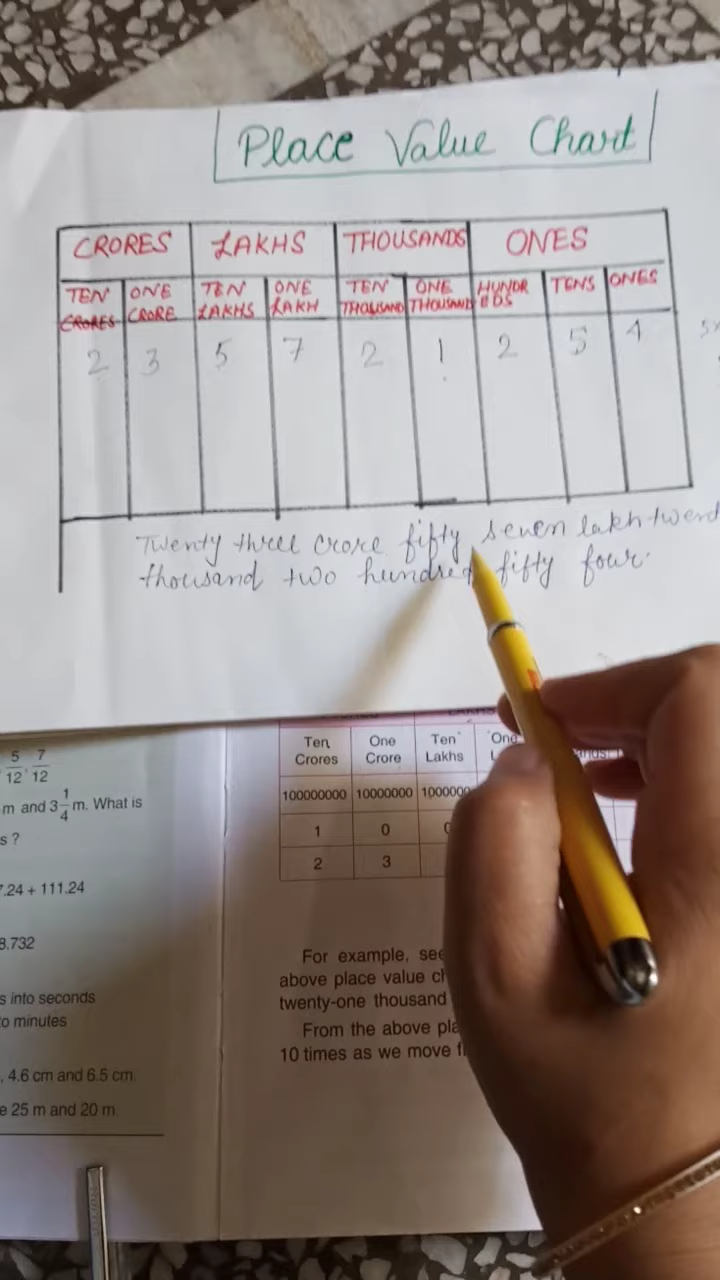 Place Value Chart
CRORES LAKHS THOUSANDS ONES
TEN CRORES ONE CRORE TEN LAKHS ONE LAKH TEN THOUSAND ONE THOUSAND HUNDREDS TENS ONES
2 3 5 7 2 1 2 5 4
Twenty three crore fifty seven lakh twent
thousand two hundred fifty four.
5/12, 7/12
m and 3 1/4 m. What is
s ?
7.24 + 111.24
8.732
s into seconds
o minutes
, 4.6 cm and 6.5 cm.
e 25 m and 20 m.
Ten Crores One Crore Ten Lakhs One
100000000 10000000 1000000
1 0
2 3
For example, see
above place value
twenty-one thousand
From the above
10 times as we move